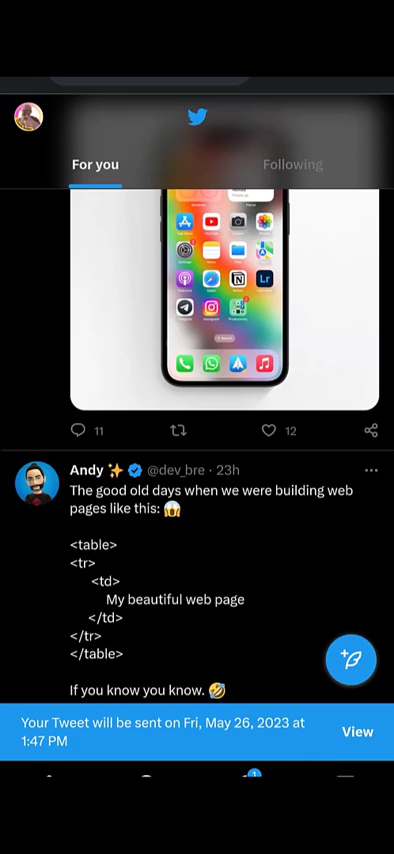 For you
Following
Lr
11
12
Andy ✨ @dev_bre · 23h
The good old days when we were building web
pages like this: 😱
<table>
<tr>
<td>
My beautiful web page
</td>
</tr>
</table>
If you know you know. 🤣
Your Tweet will be sent on Fri, May 26, 2023 at
1:47 PM
View
1